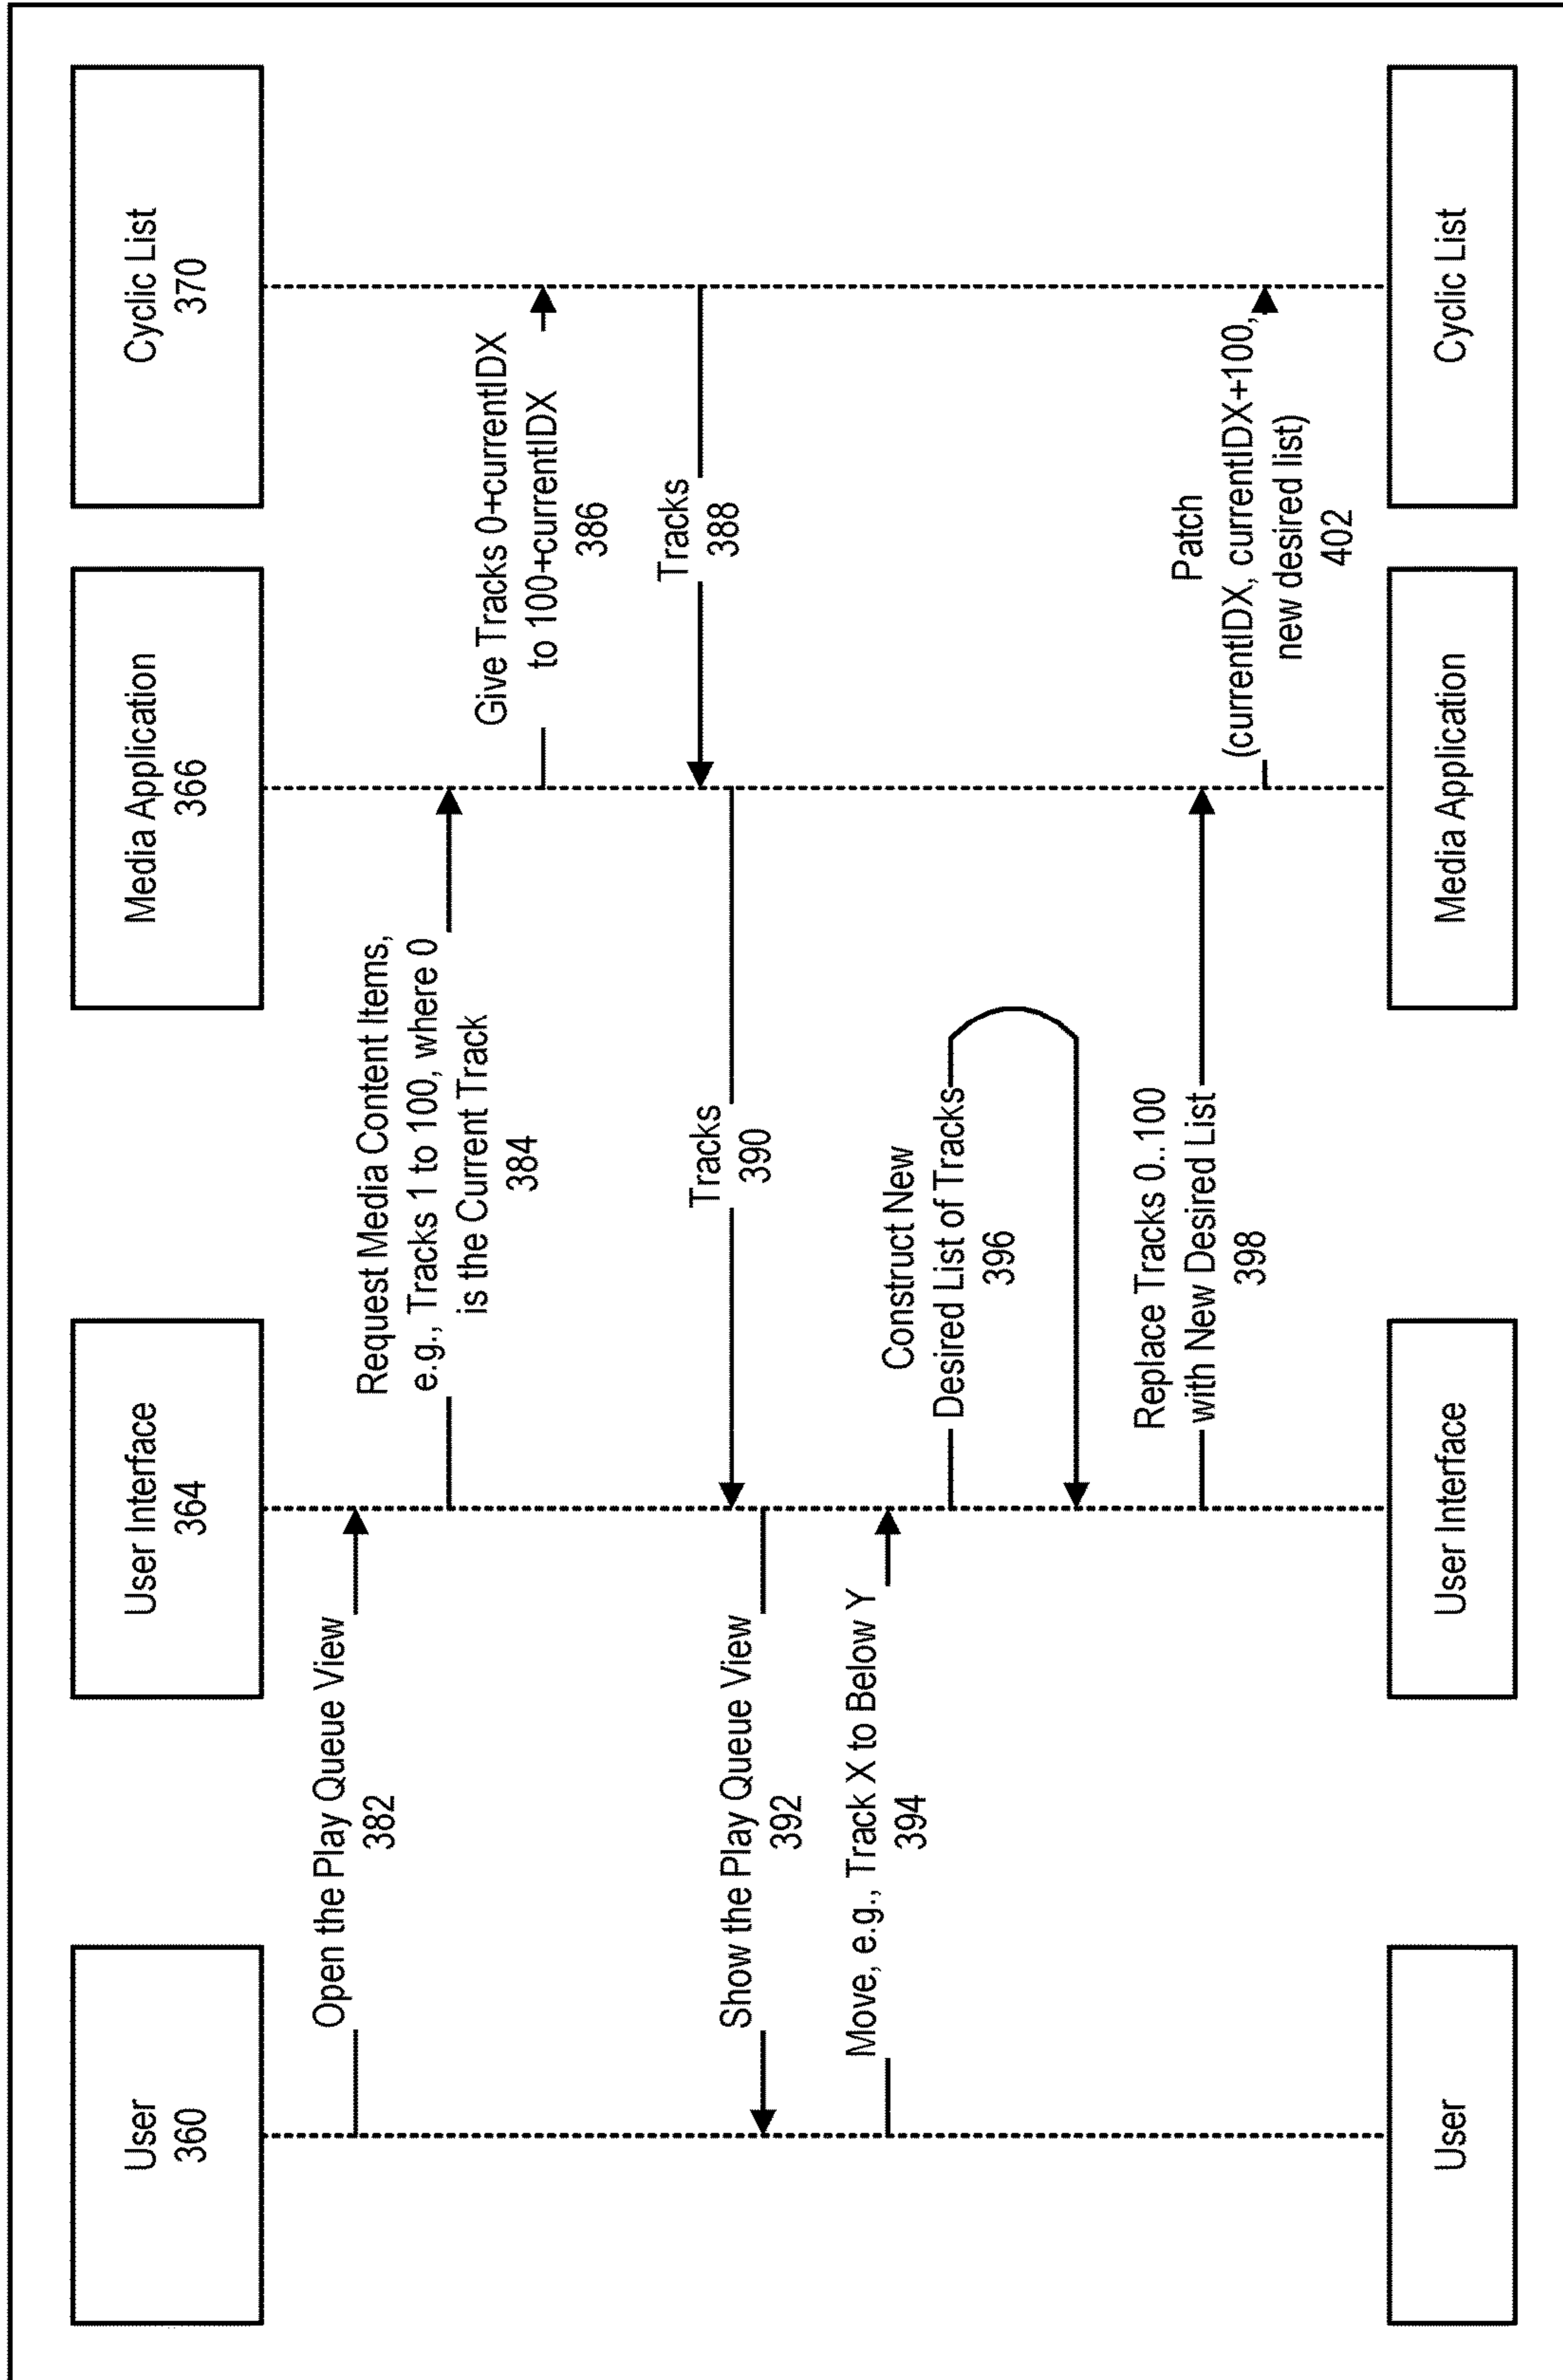 User
360
User Interface
364
Media Application
366
Cyclic List
370
Open the Play Queue View
382
Request Media Content Items,
e.g., Tracks 1 to 100, where 0
is the Current Track
384
Give Tracks 0+currentIDX
to 100+currentIDX
386
Tracks
388
Tracks
390
Show the Play Queue View
392
Move, e.g., Track X to Below Y
394
Construct New
Desired List of Tracks
396
Replace Tracks 0..100
with New Desired List
398
Patch
(currentIDX, currentIDX+100,
new desired list)
402
User
User Interface
Media Application
Cyclic List